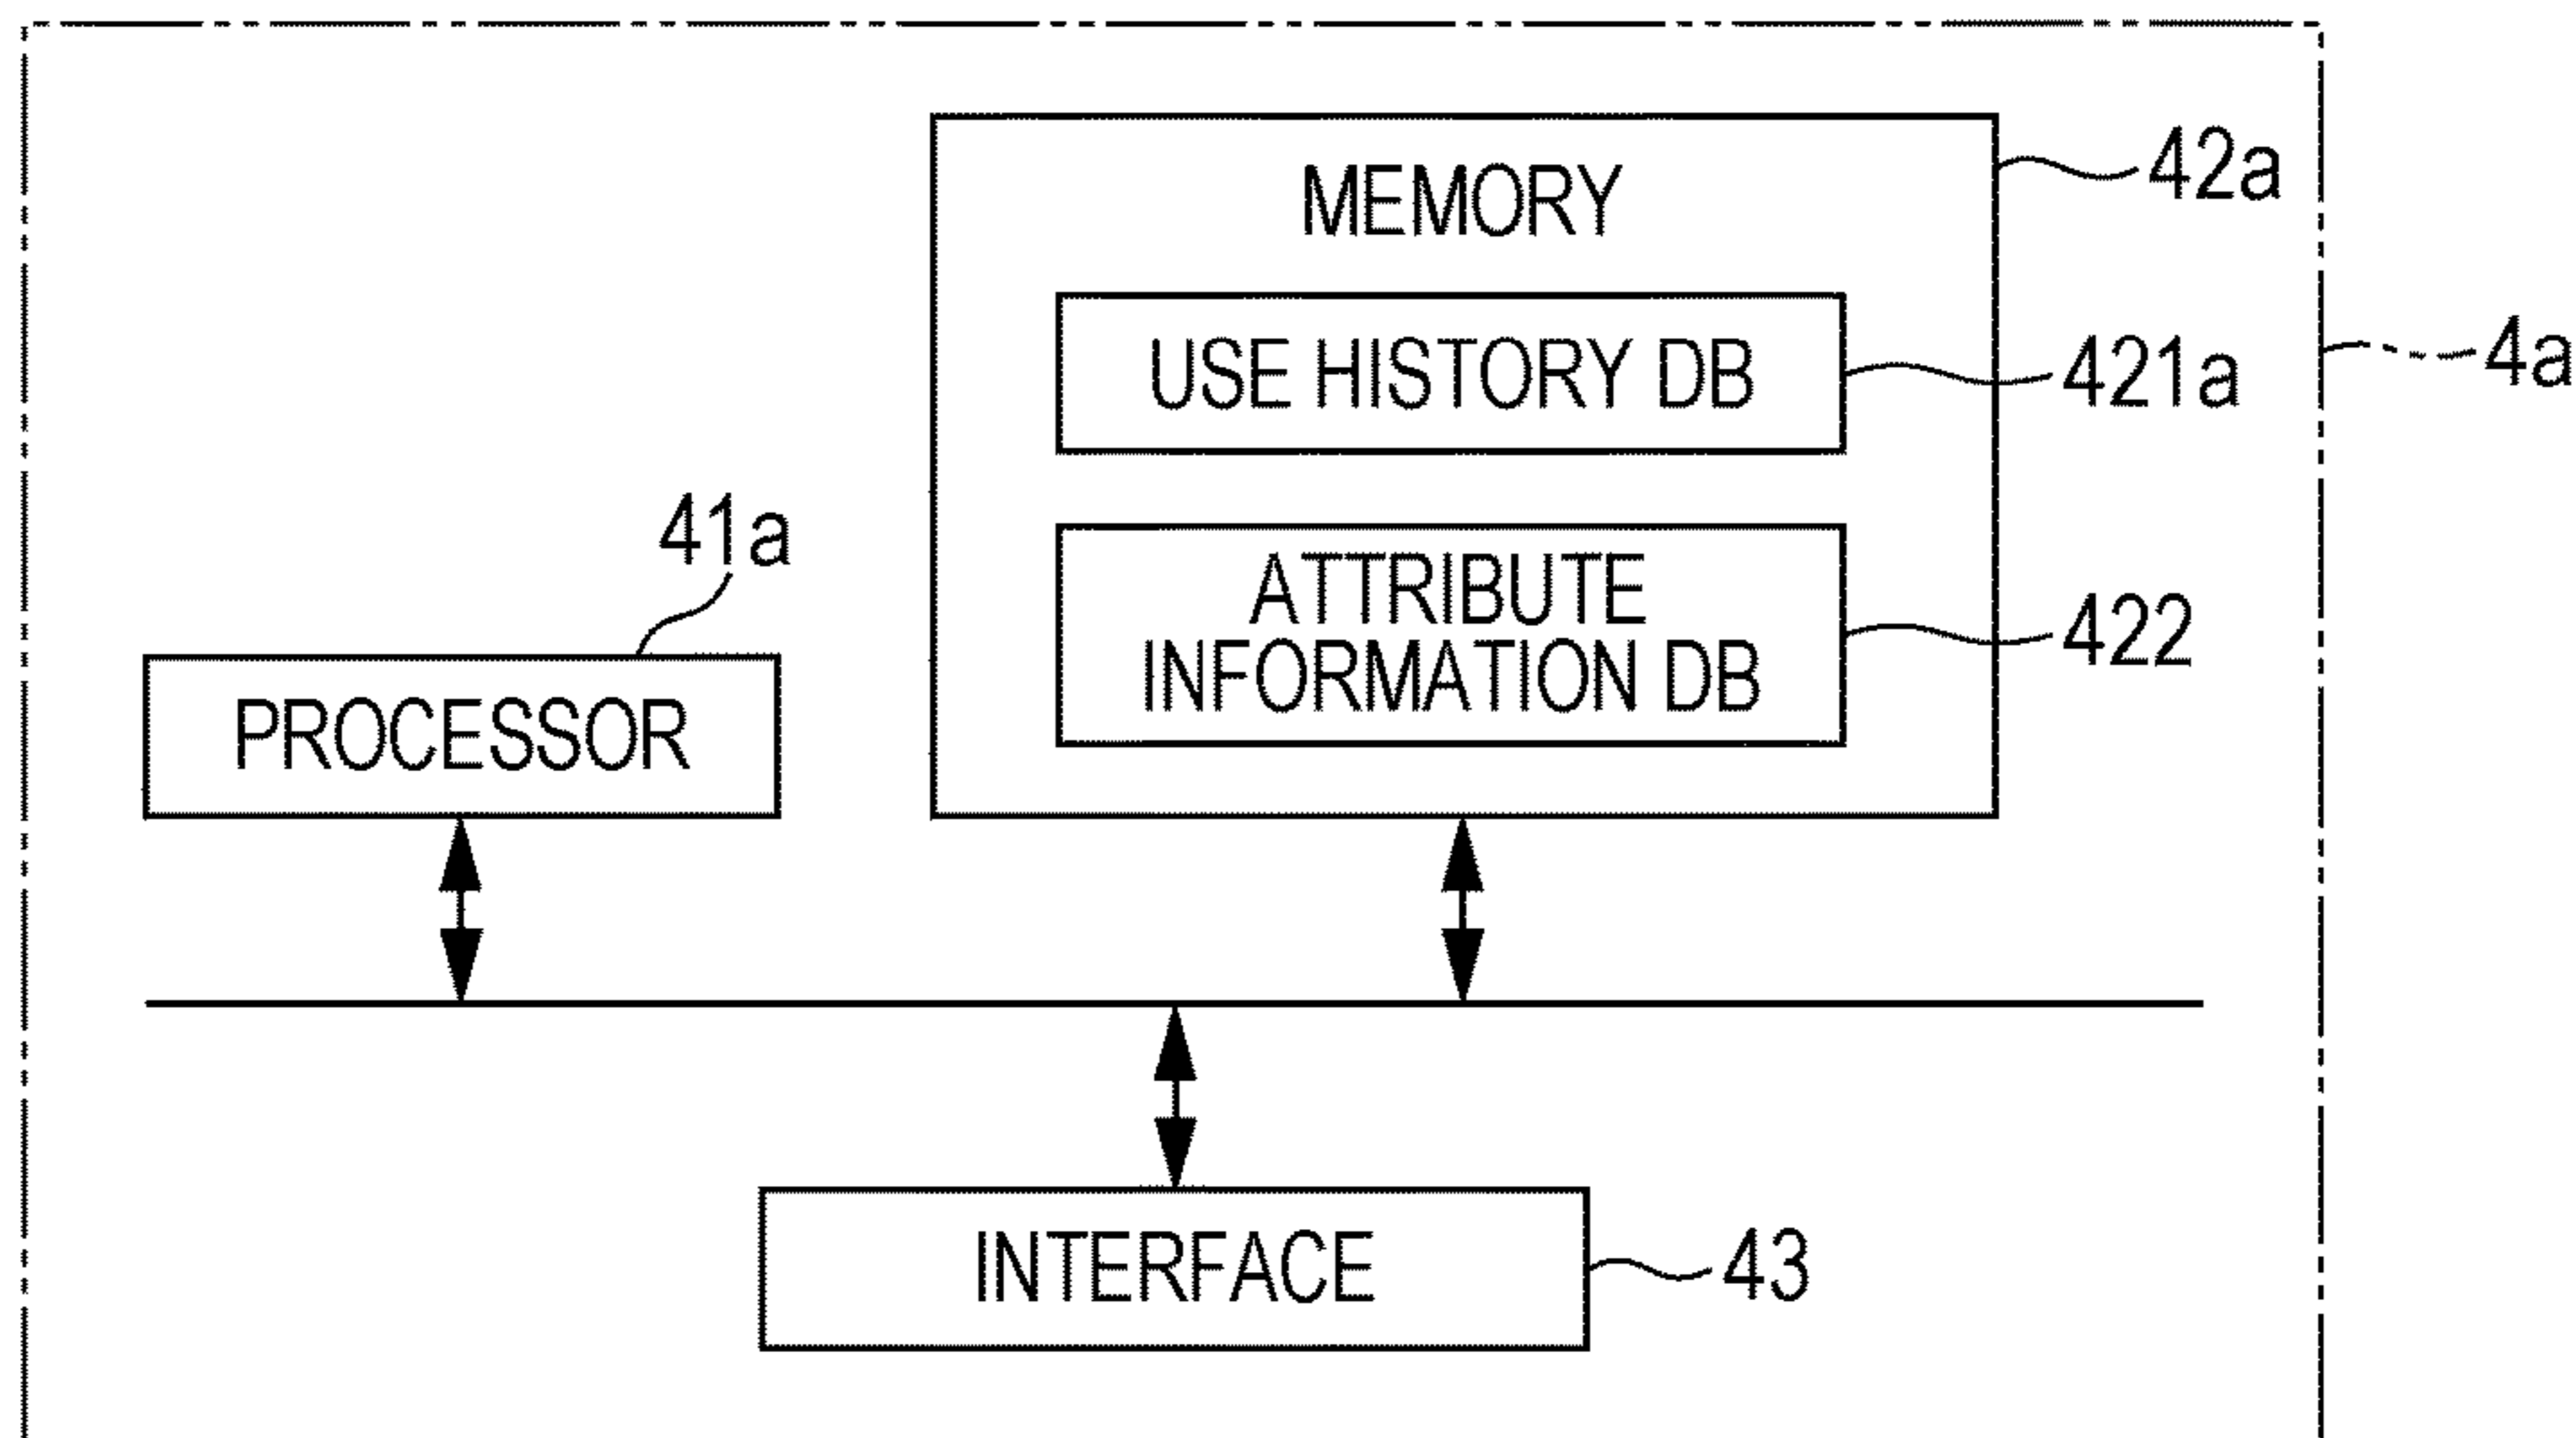 MEMORY
42a
USE HISTORY DB
421a
4a
ATTRIBUTE
INFORMATION DB
422
41a
PROCESSOR
INTERFACE
43